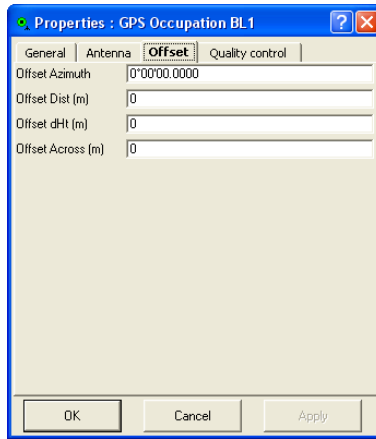 Properties : GPS Occupation BL1
General Antenna Offset Quality control
Offset Azimuth 0°00'00.0000
Offset Dist (m) 0
Offset dHt (m) 0
Offset Across (m) 0
OK Cancel Apply